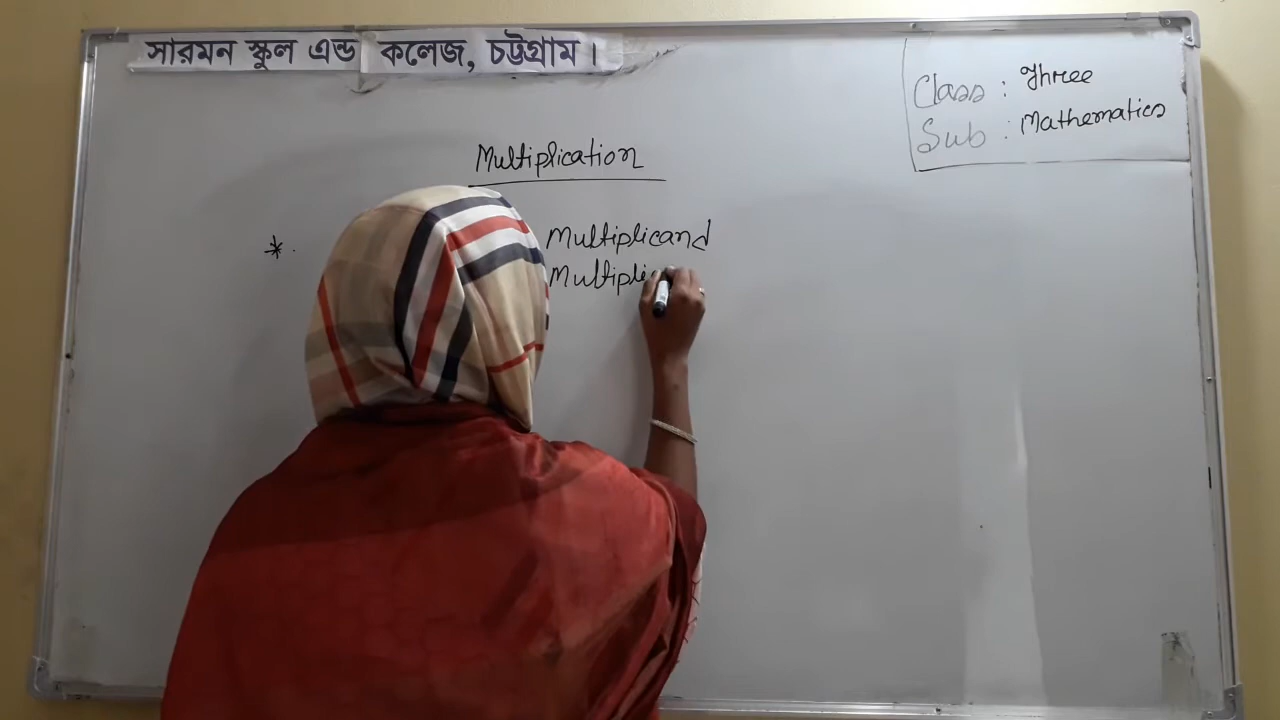 সারমন স্কুল এন্ড কলেজ, চট্টগ্রাম।
Class : Three
Sub : Mathematics
Multiplication
* . Multiplicand